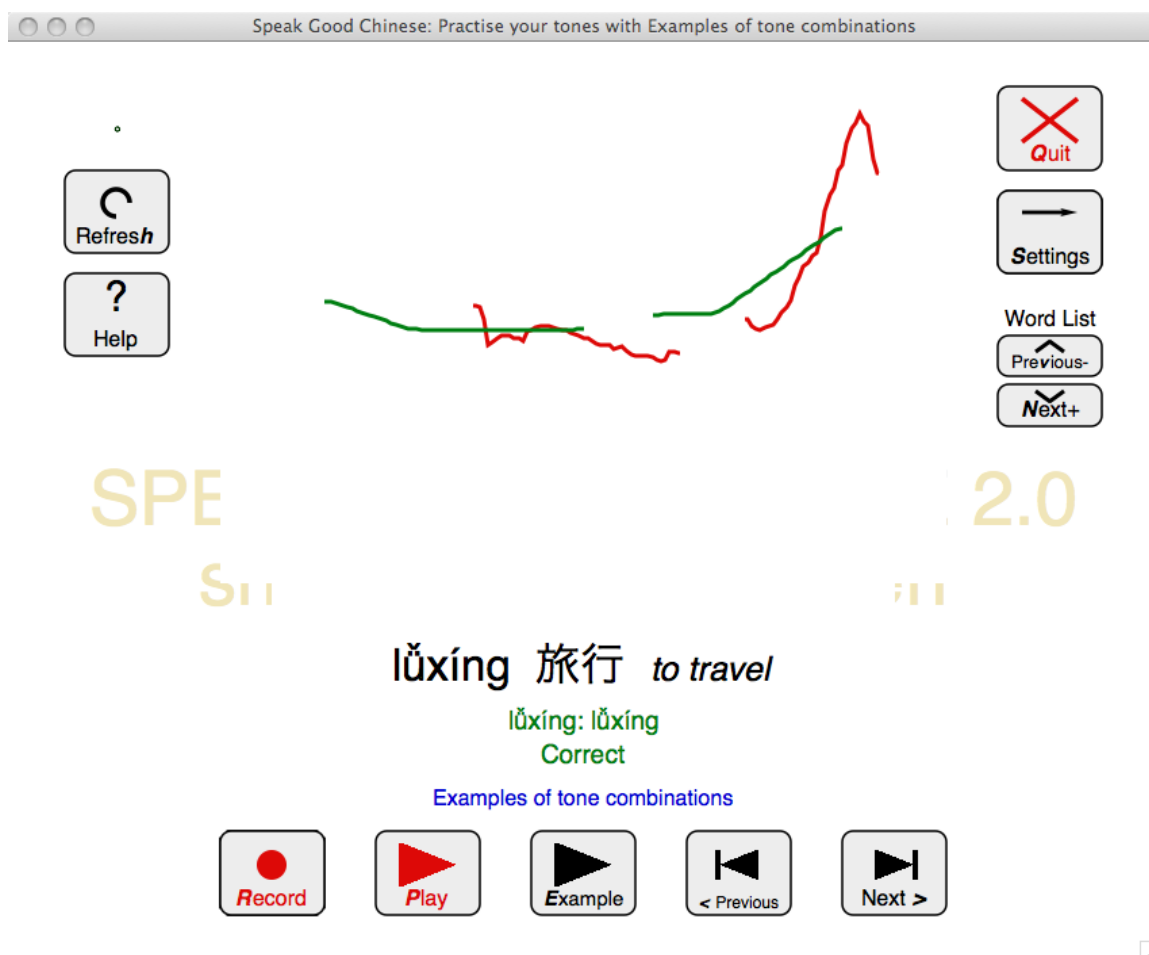 Speak Good Chinese: Practise your tones with Examples of tone combinations
Refresh
?
Help
Quit
Settings
Word List
Previous-
Next+
SPE
2.0
lǚxíng 旅行 to travel
lǚxíng: lǚxíng
Correct
Examples of tone combinations
Record
Play
Example
< Previous
Next >